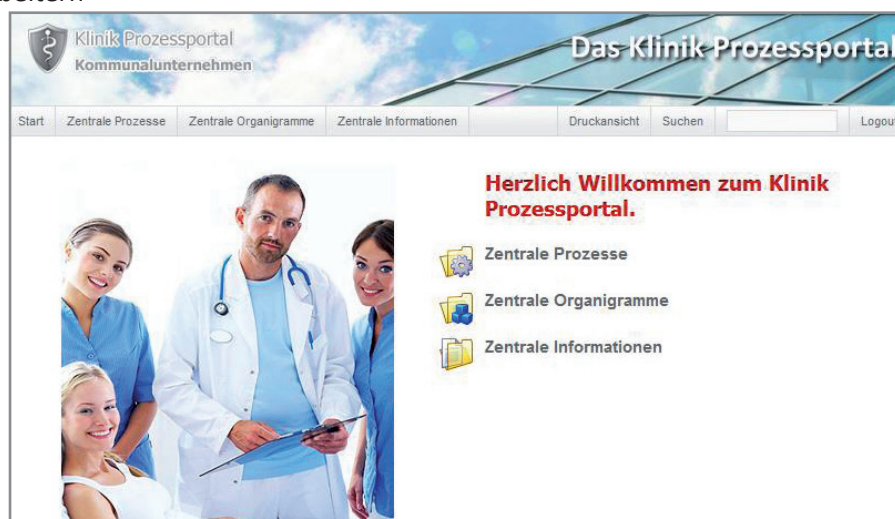 Klinik Prozessportal
Kommunalunternehmen
Das Klinik Prozessportal
Start Zentrale Prozesse Zentrale Organigramme Zentrale Informationen Druckansicht Suchen Logout
Herzlich Willkommen zum Klinik
Prozessportal.
Zentrale Prozesse
Zentrale Organigramme
Zentrale Informationen